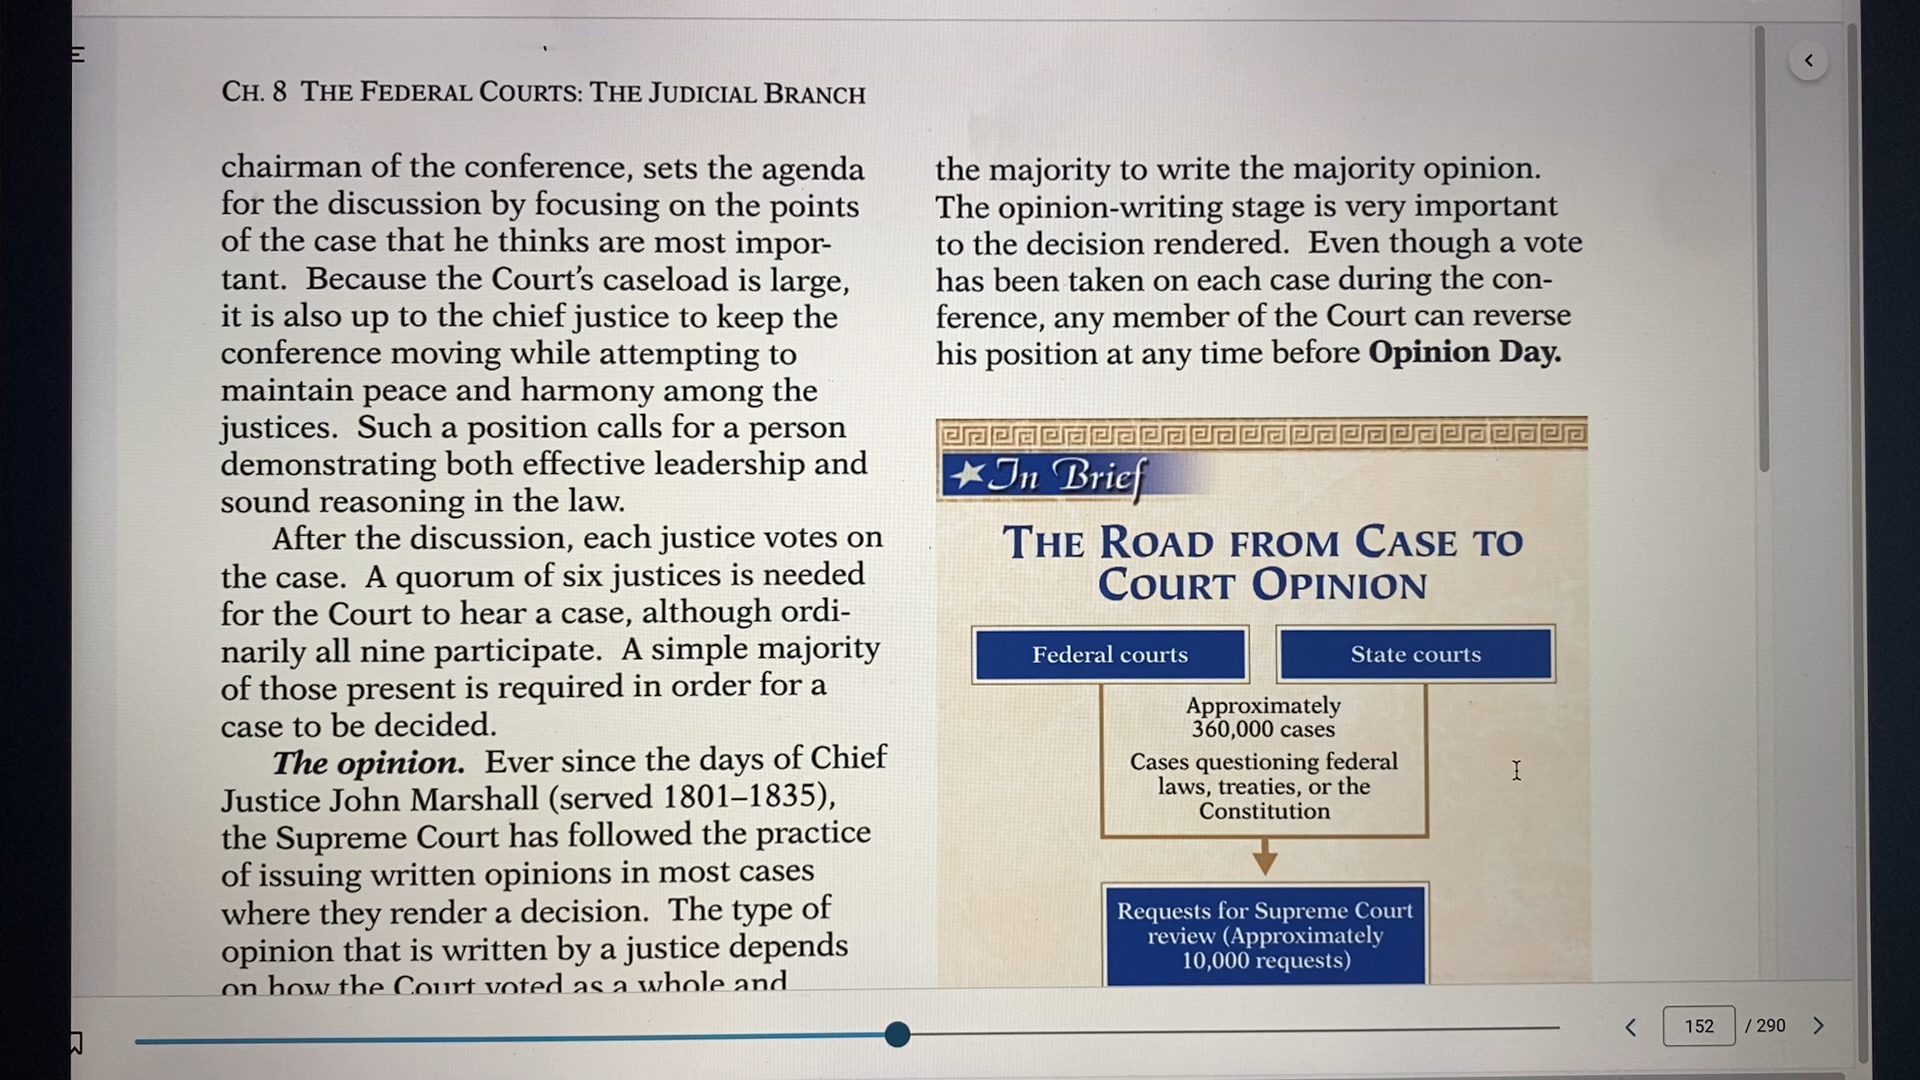 CH. 8 THE FEDERAL COURTS: THE JUDICIAL BRANCH
chairman of the conference, sets the agenda
for the discussion by focusing on the points
of the case that he thinks are most impor-
tant. Because the Court's caseload is large,
it is also up to the chief justice to keep the
conference moving while attempting to
maintain peace and harmony among the
justices. Such a position calls for a person
demonstrating both effective leadership and
sound reasoning in the law.
After the discussion, each justice votes on
the case. A quorum of six justices is needed
for the Court to hear a case, although ordi-
narily all nine participate. A simple majority
of those present is required in order for a
case to be decided.
The opinion. Ever since the days of Chief
Justice John Marshall (served 1801–1835),
the Supreme Court has followed the practice
of issuing written opinions in most cases
where they render a decision. The type of
opinion that is written by a justice depends
on how the Court voted as a whole and
the majority to write the majority opinion.
The opinion-writing stage is very important
to the decision rendered. Even though a vote
has been taken on each case during the con-
ference, any member of the Court can reverse
his position at any time before Opinion Day.
In Brief
THE ROAD FROM CASE TO
COURT OPINION
Federal courts
State courts
Approximately
360,000 cases
Cases questioning federal
laws, treaties, or the
Constitution
Requests for Supreme Court
review (Approximately
10,000 requests)
152 / 290